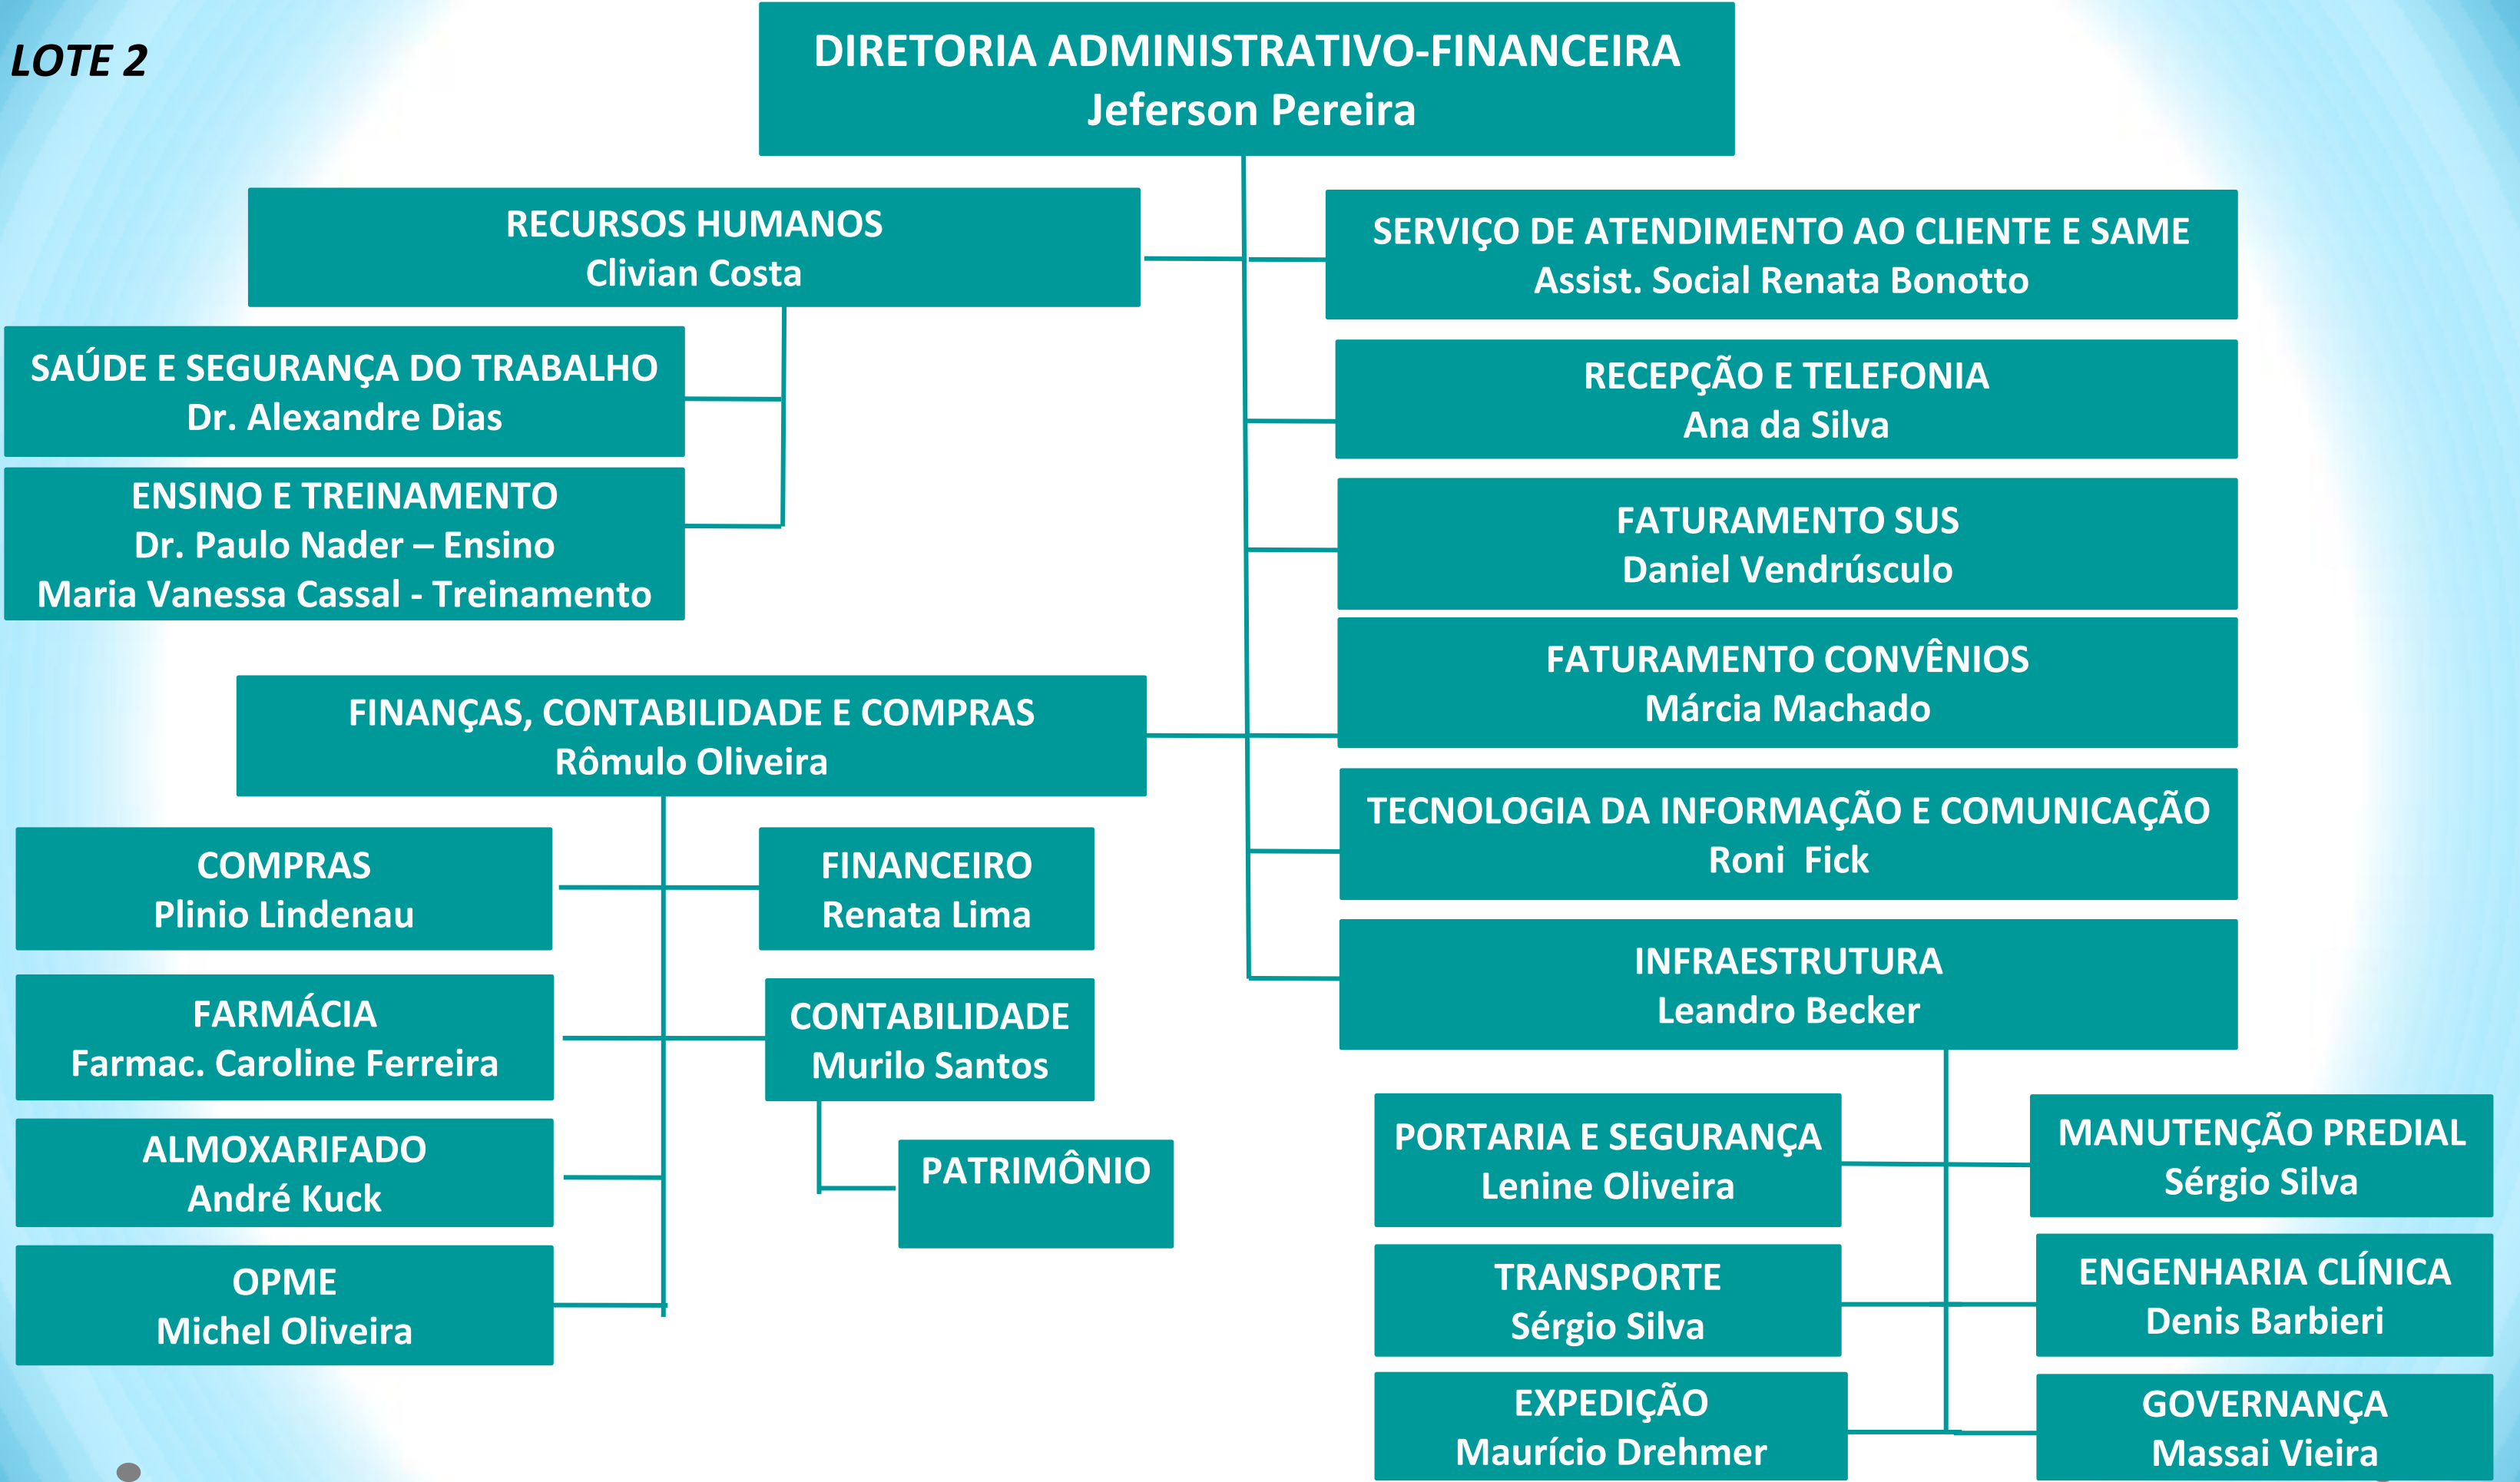 LOTE 2
DIRETORIA ADMINISTRATIVO-FINANCEIRA
Jeferson Pereira
RECURSOS HUMANOS
Clivian Costa
SAÚDE E SEGURANÇA DO TRABALHO
Dr. Alexandre Dias
ENSINO E TREINAMENTO
Dr. Paulo Nader – Ensino
Maria Vanessa Cassal - Treinamento
SERVIÇO DE ATENDIMENTO AO CLIENTE E SAME
Assist. Social Renata Bonotto
RECEPÇÃO E TELEFONIA
Ana da Silva
FATURAMENTO SUS
Daniel Vendrúsculo
FATURAMENTO CONVÊNIOS
Márcia Machado
TECNOLOGIA DA INFORMAÇÃO E COMUNICAÇÃO
Roni  Fick
INFRAESTRUTURA
Leandro Becker
FINANÇAS, CONTABILIDADE E COMPRAS
Rômulo Oliveira
COMPRAS
Plinio Lindenau
FARMÁCIA
Farmac. Caroline Ferreira
ALMOXARIFADO
André Kuck
OPME
Michel Oliveira
FINANCEIRO
Renata Lima
CONTABILIDADE
Murilo Santos
PATRIMÔNIO
PORTARIA E SEGURANÇA
Lenine Oliveira
TRANSPORTE
Sérgio Silva
EXPEDIÇÃO
Maurício Drehmer
MANUTENÇÃO PREDIAL
Sérgio Silva
ENGENHARIA CLÍNICA
Denis Barbieri
GOVERNANÇA
Massai Vieira